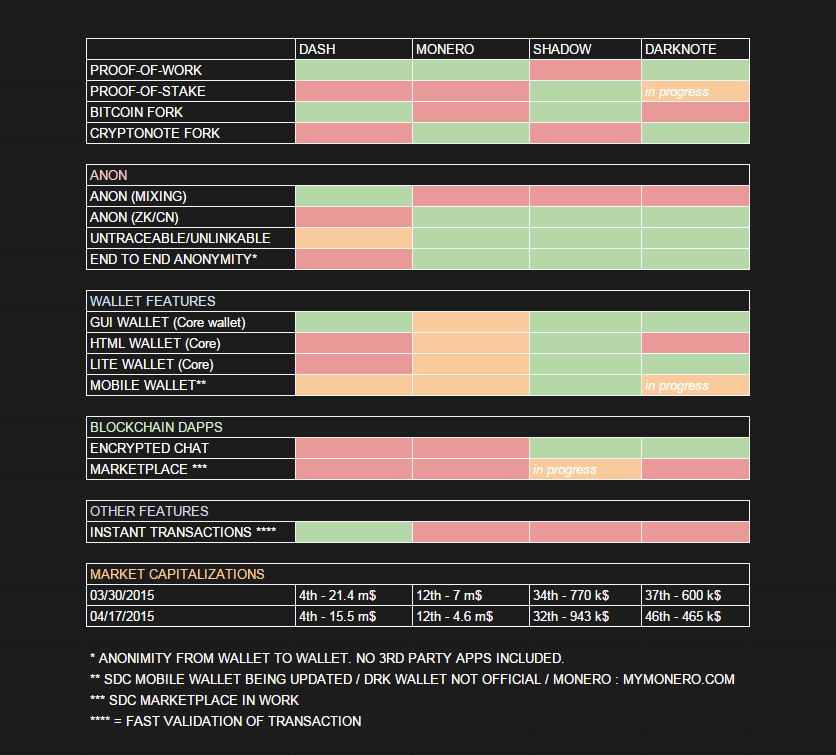 DASH MONERO SHADOW DARKNOTE
PROOF-OF-WORK
PROOF-OF-STAKE in progress
BITCOIN FORK
CRYPTONOTE FORK
ANON
ANON (MIXING)
ANON (ZK/CN)
UNTRACEABLE/UNLINKABLE
END TO END ANONYMITY*
WALLET FEATURES
GUI WALLET (Core wallet)
HTML WALLET (Core)
LITE WALLET (Core)
MOBILE WALLET** in progress
BLOCKCHAIN DAPPS
ENCRYPTED CHAT
MARKETPLACE *** in progress
OTHER FEATURES
INSTANT TRANSACTIONS ****
MARKET CAPITALIZATIONS
03/30/2015 4th - 21.4 m$ 12th - 7 m$ 34th - 770 k$ 37th - 600 k$
04/17/2015 4th - 15.5 m$ 12th - 4.6 m$ 32th - 943 k$ 46th - 465 k$
* ANONIMITY FROM WALLET TO WALLET. NO 3RD PARTY APPS INCLUDED.
** SDC MOBILE WALLET BEING UPDATED / DRK WALLET NOT OFFICIAL / MONERO : MYMONERO.COM
*** SDC MARKETPLACE IN WORK
**** = FAST VALIDATION OF TRANSACTION